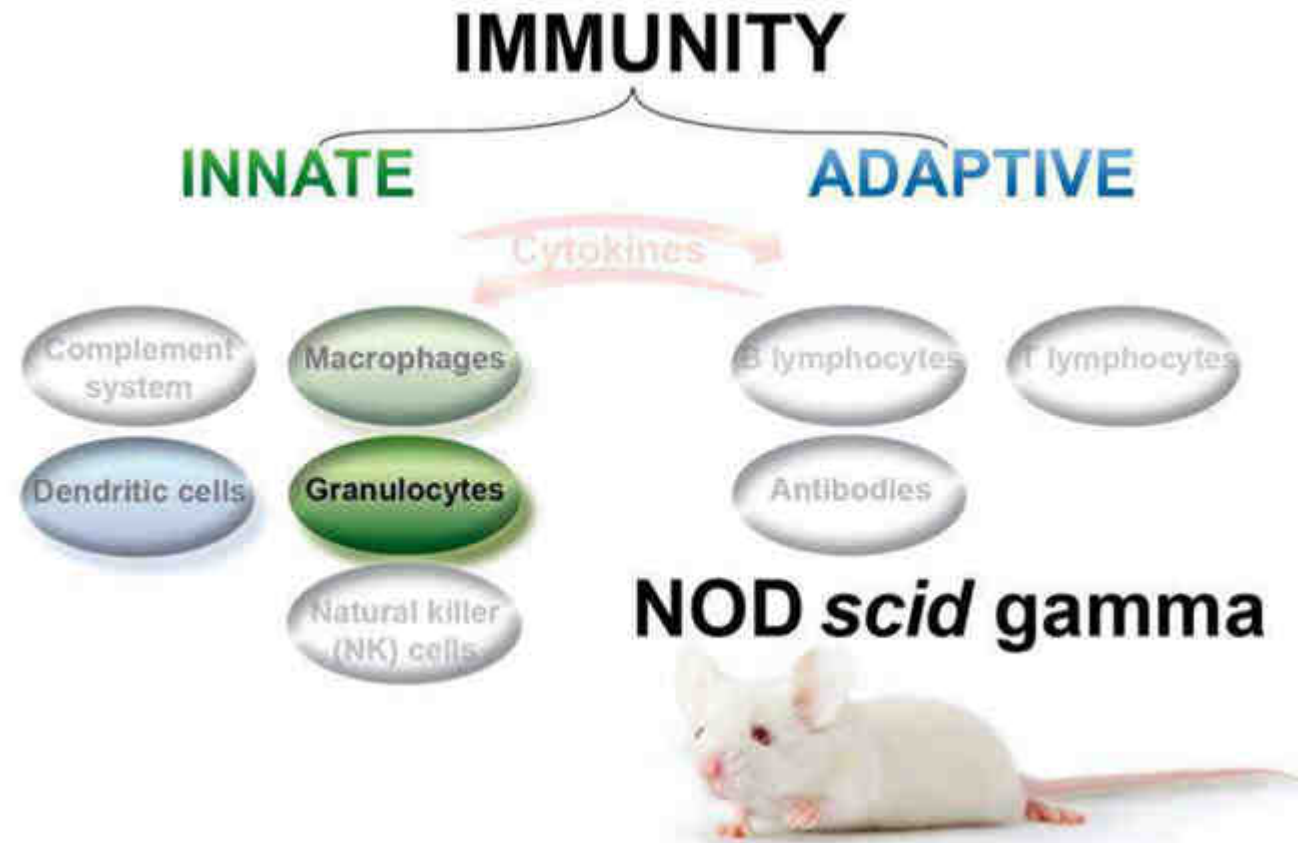 IMMUNITY
INNATE
ADAPTIVE
Cytokines
Complement
system
Macrophages
B lymphocytes
T lymphocytes
Dendritic cells
Granulocytes
Antibodies
Natural killer
(NK) cells
NOD scid gamma